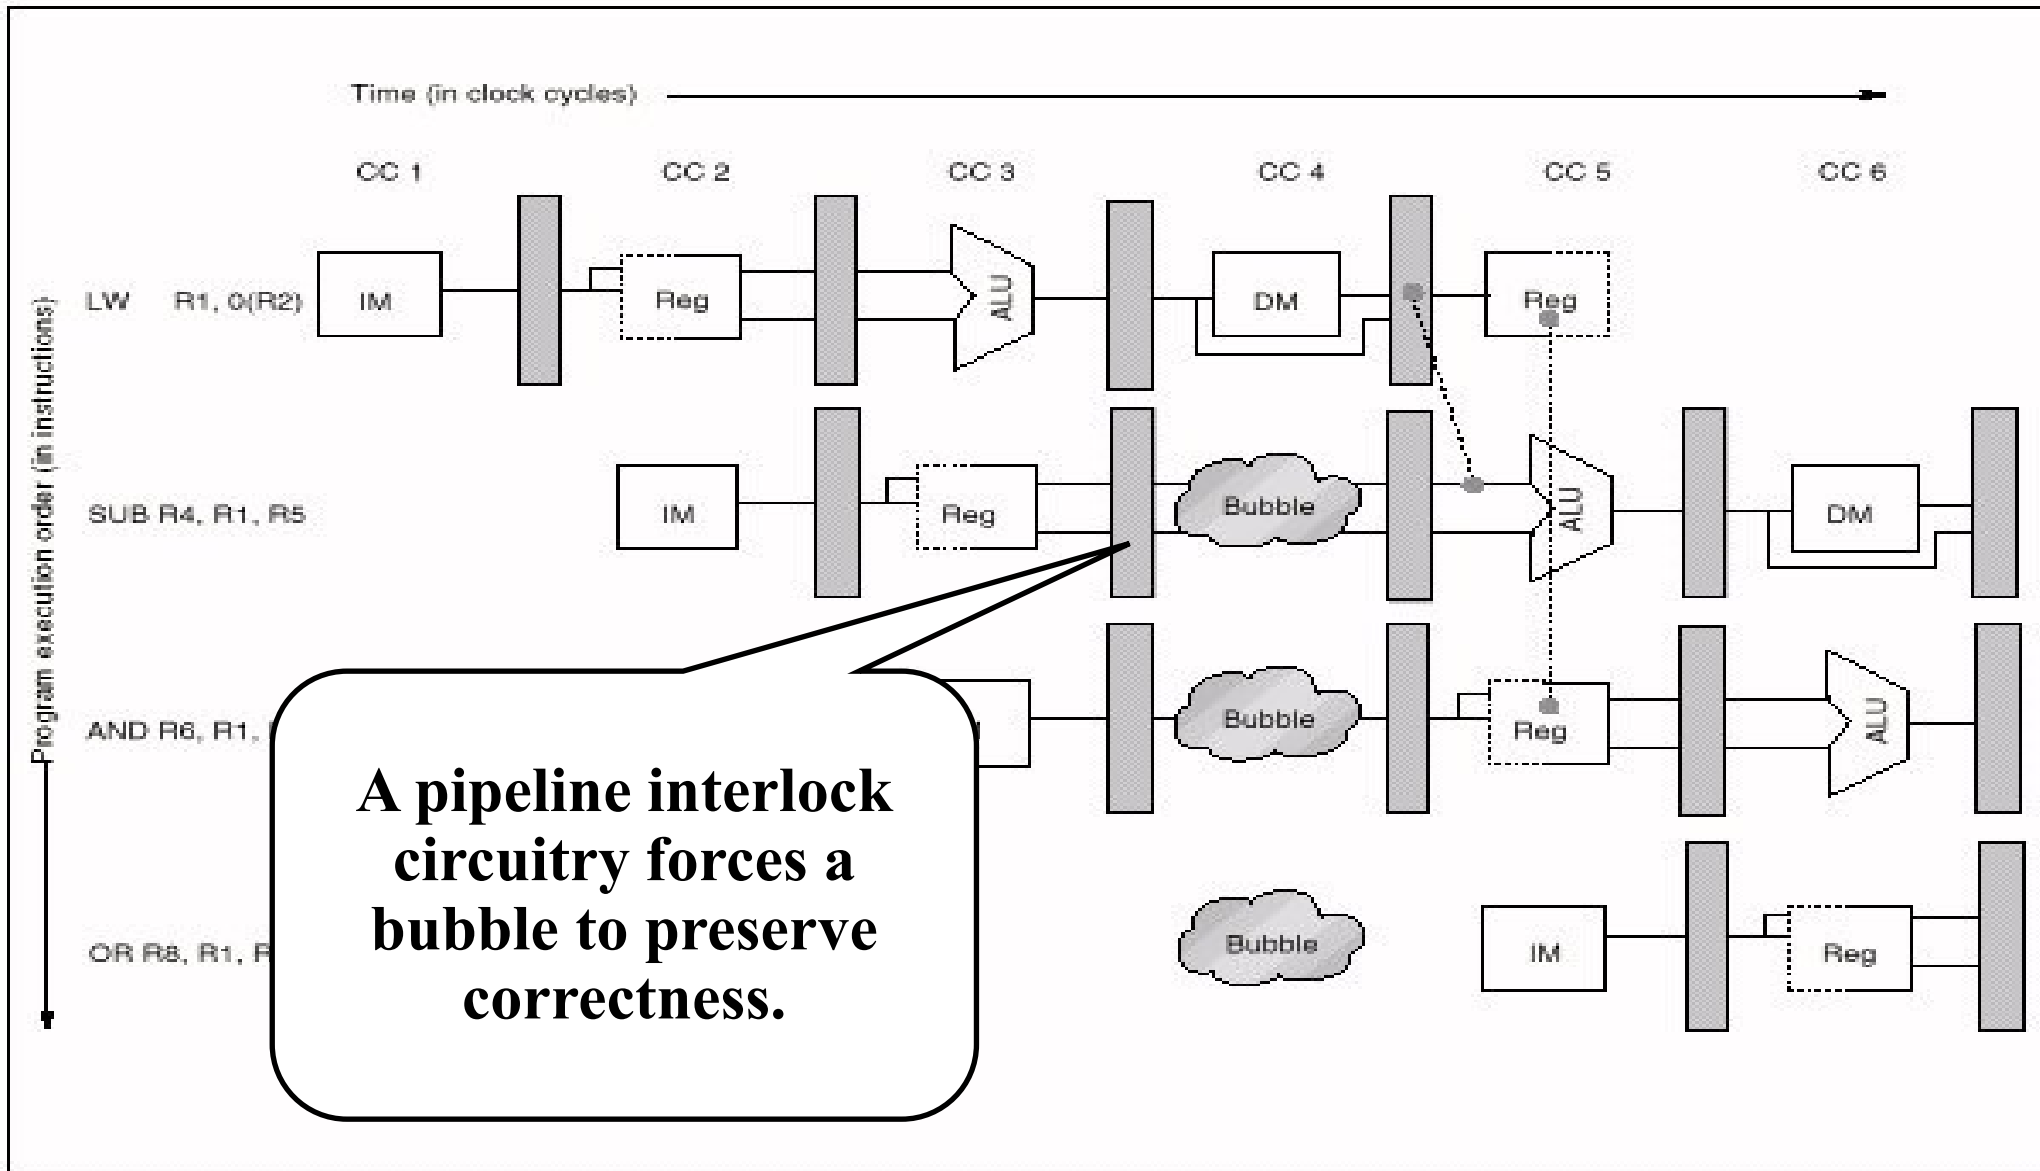 Time (in clock cycles)
CC 1 CC 2 CC 3 CC 4 CC 5 CC 6
Program execution order (in instructions)
LW R1, 0(R2) IM Reg ALU DM Reg
SUB R4, R1, R5 IM Reg Bubble ALU DM
AND R6, R1, Bubble Reg ALU
OR R8, R1, R Bubble IM Reg
A pipeline interlock
circuitry forces a
bubble to preserve
correctness.